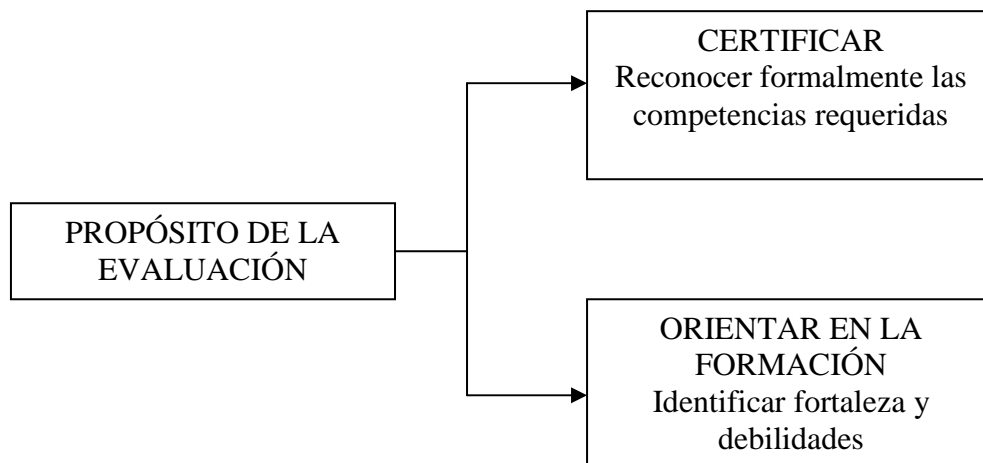 CERTIFICAR
Reconocer formalmente las
competencias requeridas
PROPÓSITO DE LA
EVALUACIÓN
ORIENTAR EN LA
FORMACIÓN
Identificar fortaleza y
debilidades